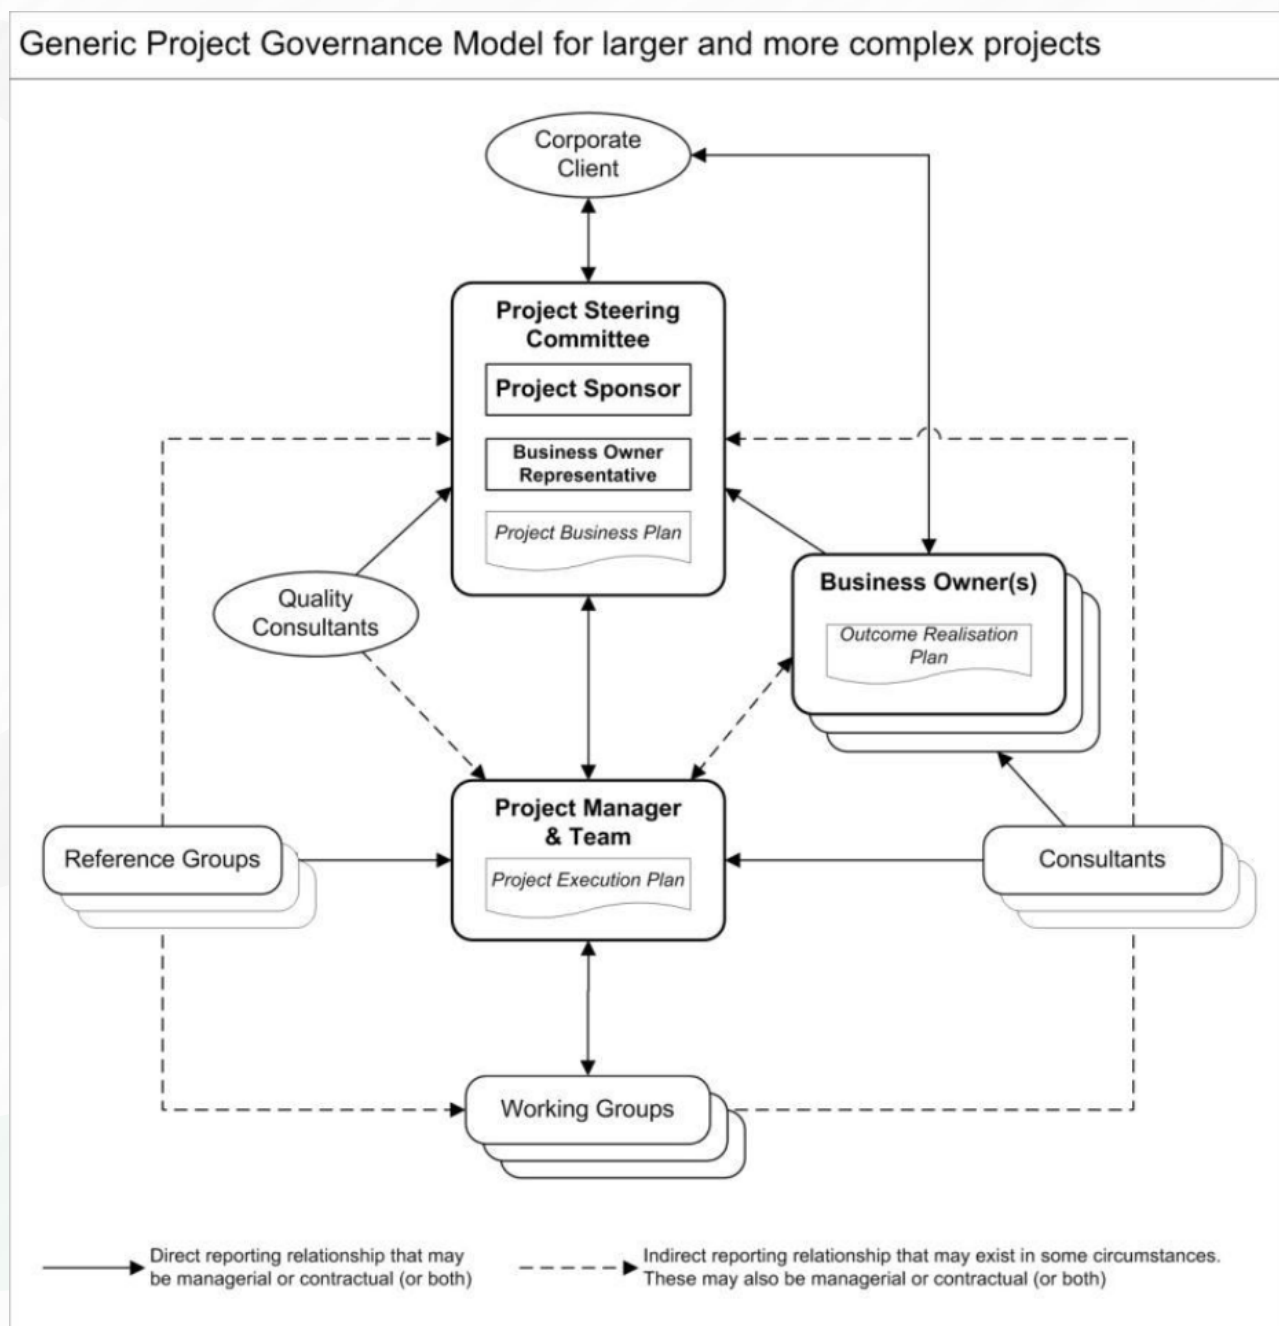 Generic Project Governance Model for larger and more complex projects
Corporate
Client
Project Steering
Committee
Project Sponsor
Business Owner
Representative
Project Business Plan
Quality
Consultants
Business Owner(s)
Outcome Realisation
Plan
Project Manager
& Team
Project Execution Plan
Reference Groups
Consultants
Working Groups
Direct reporting relationship that may
be managerial or contractual (or both)
Indirect reporting relationship that may exist in some circumstances.
These may also be managerial or contractual (or both)